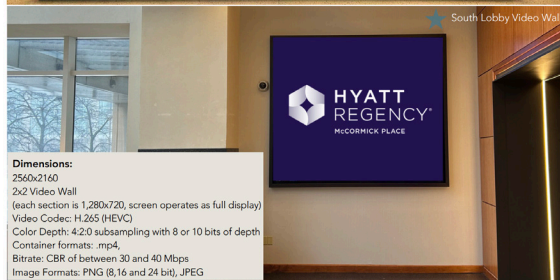 South Lobby Video Wal
HYATT
REGENCY®
McCORMICK PLACE
Dimensions:
2560x2160
2x2 Video Wall
(each section is 1,280x720, screen operates as full display)
Video Codec: H.265 (HEVC)
Color Depth: 4:2:0 subsampling with 8 or 10 bits of depth
Container formats: .mp4,
Bitrate: CBR of between 30 and 40 Mbps
Image Formats: PNG (8,16 and 24 bit), JPEG